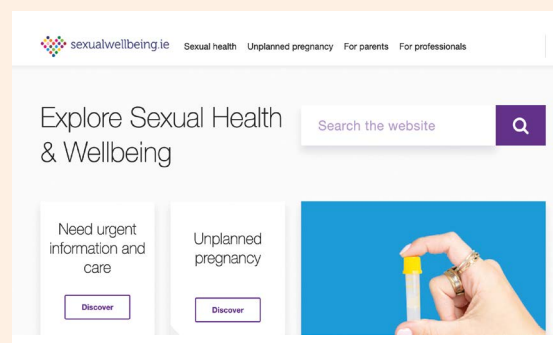 sexualwellbeing.ie
Sexual health Unplanned pregnancy For parents For professionals
Explore Sexual Health
& Wellbeing
Search the website
Need urgent
information and
care
Discover
Unplanned
pregnancy
Discover